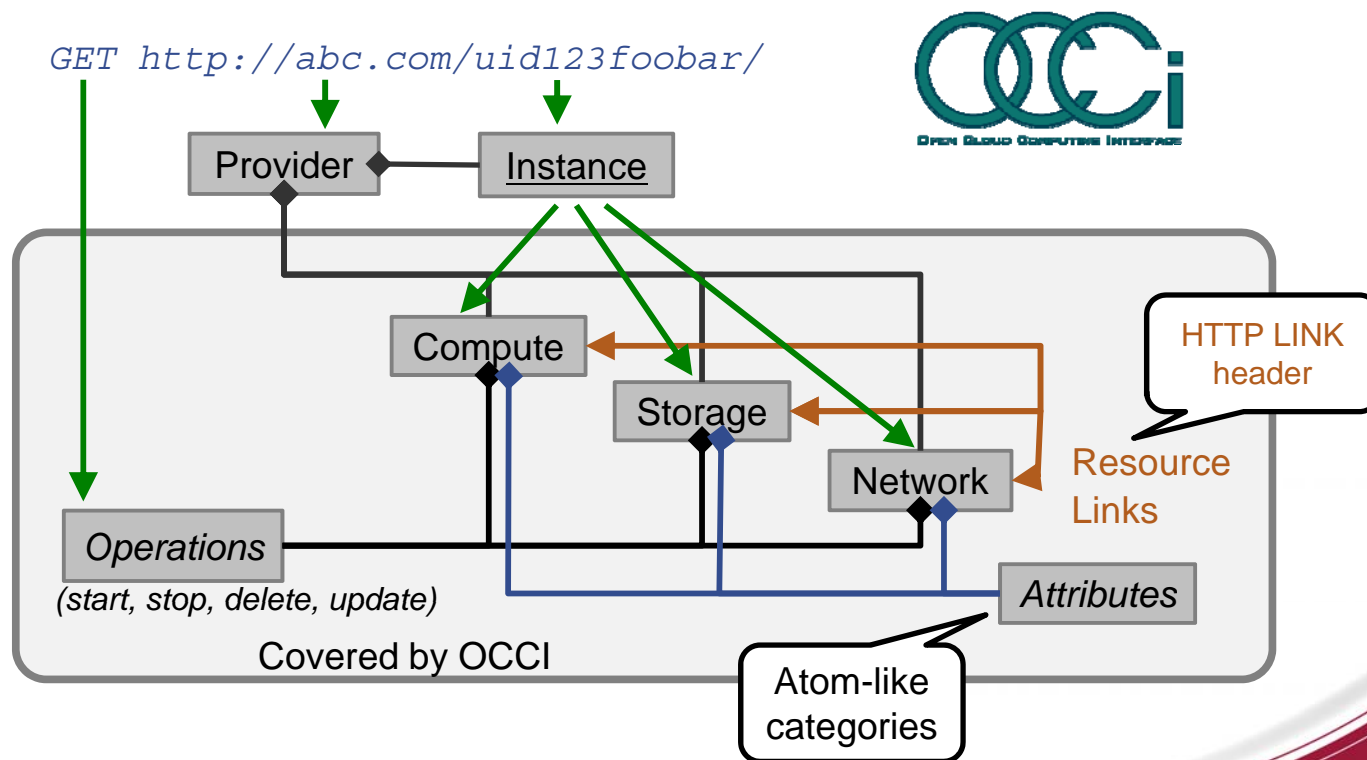 GET http://abc.com/uid123foobar/
OCCi
OPEN CLOUD COMPUTING INTERFACE
Provider
Instance
Compute
HTTP LINK
header
Storage
Network
Resource
Links
Operations
(start, stop, delete, update)
Attributes
Covered by OCCI
Atom-like
categories